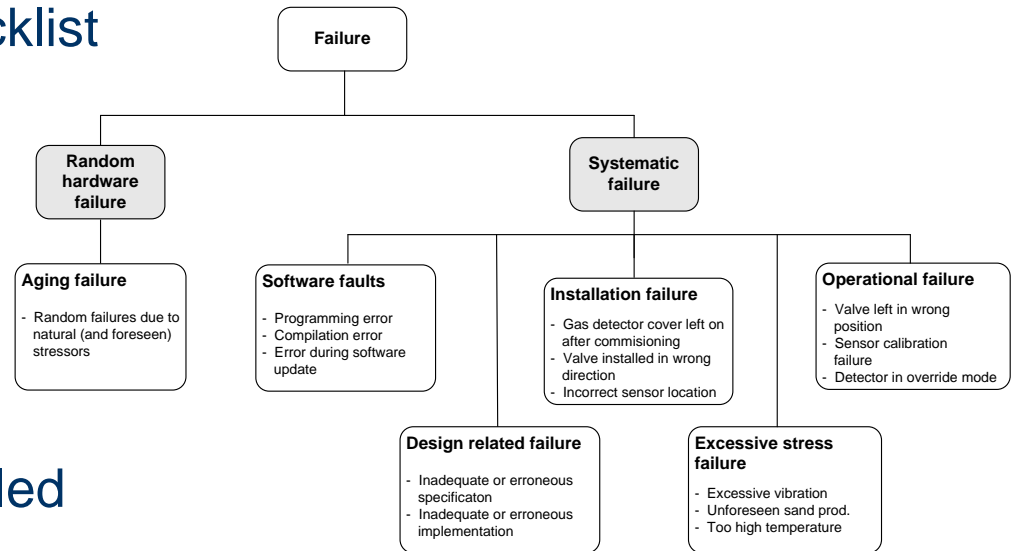 cklist
Failure
Random
hardware
failure
Systematic
failure
Aging failure
- Random failures due to
natural (and foreseen)
stressors
Software faults
- Programming error
- Compilation error
- Error during software
update
Installation failure
- Gas detector cover left on
after commisioning
- Valve installed in wrong
direction
- Incorrect sensor location
Operational failure
- Valve left in wrong
position
- Sensor calibration
failure
- Detector in override mode
Design related failure
- Inadequate or erroneous
specificaton
- Inadequate or erroneous
implementation
Excessive stress
failure
- Excessive vibration
- Unforeseen sand prod.
- Too high temperature
led